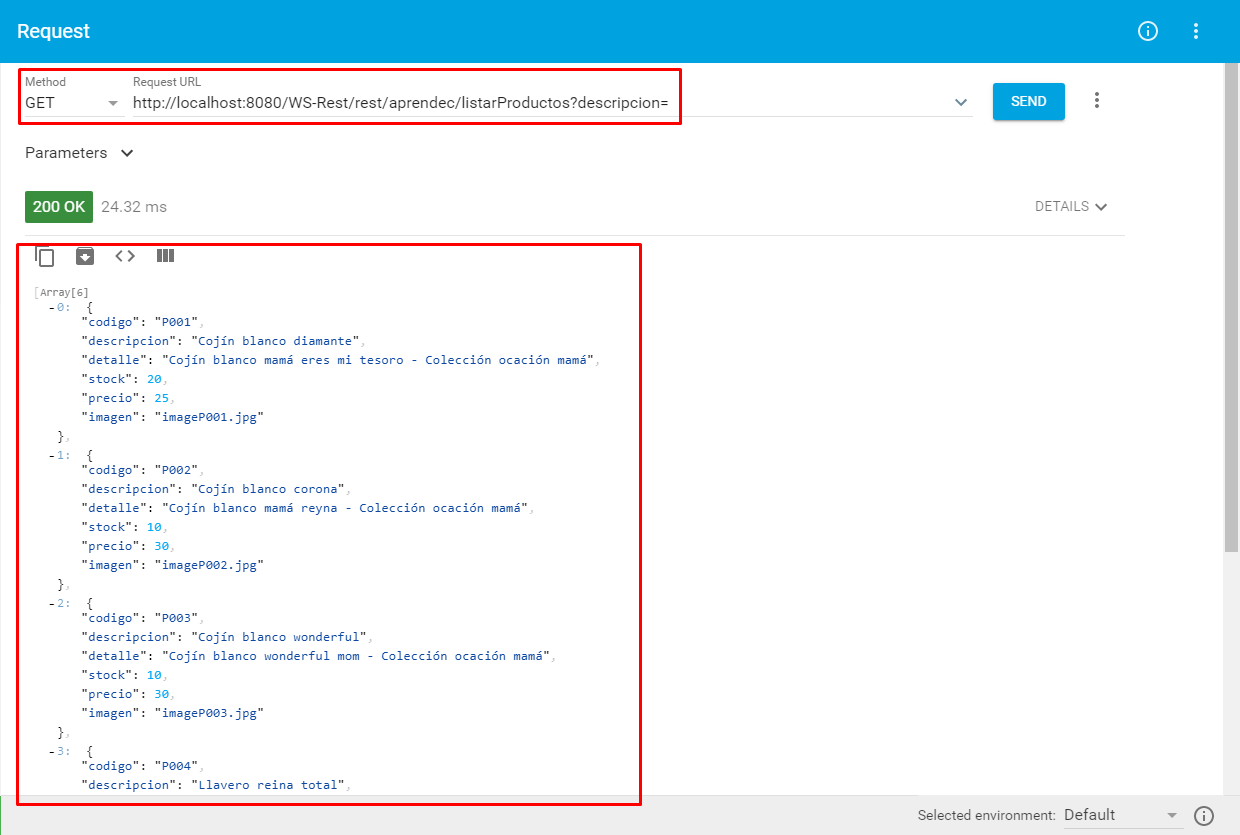 Request
Method
Request URL
GET
http://localhost:8080/WS-Rest/rest/aprendec/listarProductos?descripcion=
SEND
Parameters
200 OK
24.32 ms
DETAILS
[Array[6]
-0: {
"codigo": "P001",
"descripcion": "Cojín blanco diamante",
"detalle": "Cojín blanco mamá eres mi tesoro - Colección ocación mamá",
"stock": 20,
"precio": 25,
"imagen": "imageP001.jpg"
},
-1: {
"codigo": "P002",
"descripcion": "Cojín blanco corona",
"detalle": "Cojín blanco mamá reyna - Colección ocación mamá",
"stock": 10,
"precio": 30,
"imagen": "imageP002.jpg"
},
-2: {
"codigo": "P003",
"descripcion": "Cojín blanco wonderful",
"detalle": "Cojín blanco wonderful mom - Colección ocación mamá",
"stock": 10,
"precio": 30,
"imagen": "imageP003.jpg"
},
-3: {
"codigo": "P004",
"descripcion": "Llavero reina total",
Selected environment: Default